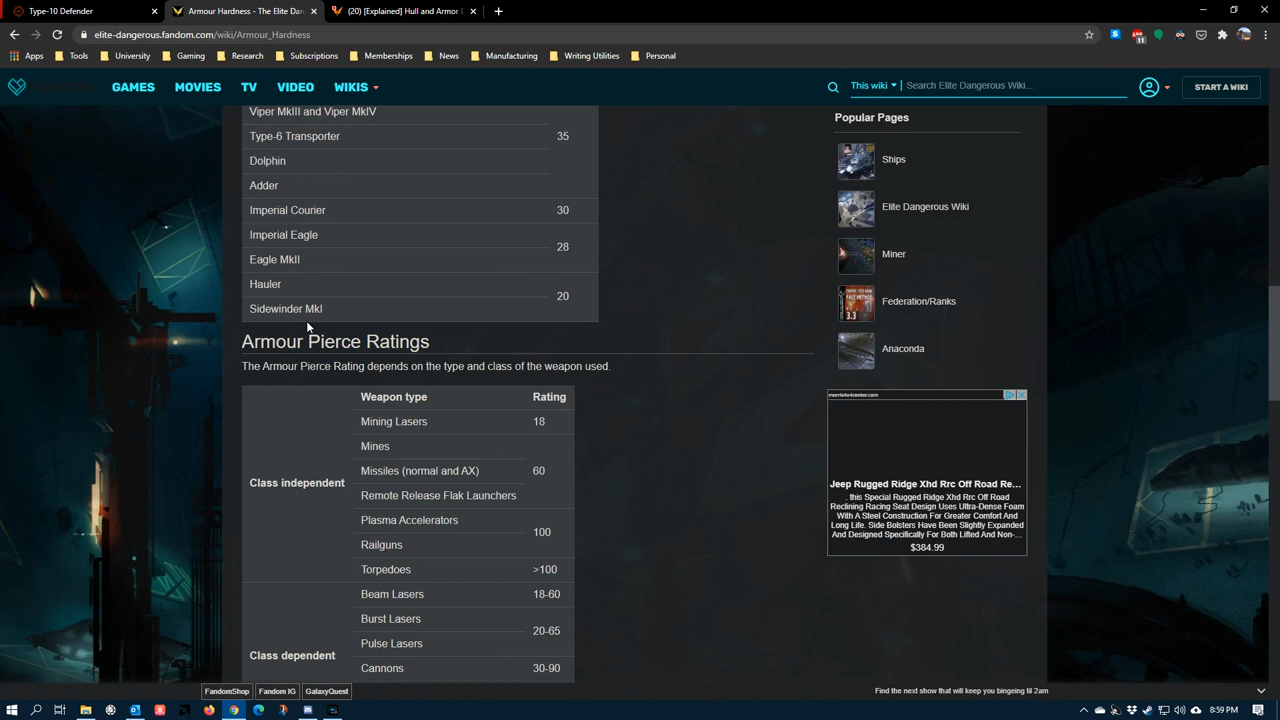 Type-10 Defender
Armour Hardness - The Elite Dan
(20) [Explained] Hull and Armor D
elite-dangerous.fandom.com/wiki/Armour_Hardness
11
Apps
Tools
University
Gaming
Research
Subscriptions
Memberships
News
Manufacturing
Writing Utilities
Personal
GAMES
MOVIES
TV
VIDEO
WIKIS
This wiki
Search Elite Dangerous Wiki...
START A WIKI
Viper MkIII and Viper MkIV
Type-6 Transporter
35
Dolphin
Adder
Imperial Courier
30
Imperial Eagle
28
Eagle MkII
Hauler
20
Sidewinder MkI
Armour Pierce Ratings
The Armour Pierce Rating depends on the type and class of the weapon used.
Weapon type
Rating
Class independent
Mining Lasers
18
Mines
Missiles (normal and AX)
60
Remote Release Flak Launchers
Plasma Accelerators
100
Railguns
Torpedoes
>100
Class dependent
Beam Lasers
18-60
Burst Lasers
20-65
Pulse Lasers
Cannons
30-90
Popular Pages
Ships
Elite Dangerous Wiki
Miner
Federation/Ranks
Anaconda
3.3
morris4x4center.com
Jeep Rugged Ridge Xhd Rrc Off Road Re...
. this Special Rugged Ridge Xhd Rrc Off Road
Reclining Racing Seat Design Uses Ultra-Dense Foam
With A Steel Construction For Greater Comfort And
Long Life. Side Bolsters Have Been Slightly Expanded
And Designed Specifically For Both Lifted And Non-...
$384.99
FandomShop
Fandom IG
GalaxyQuest
Find the next show that will keep you bingeing til 2am
8:59 PM